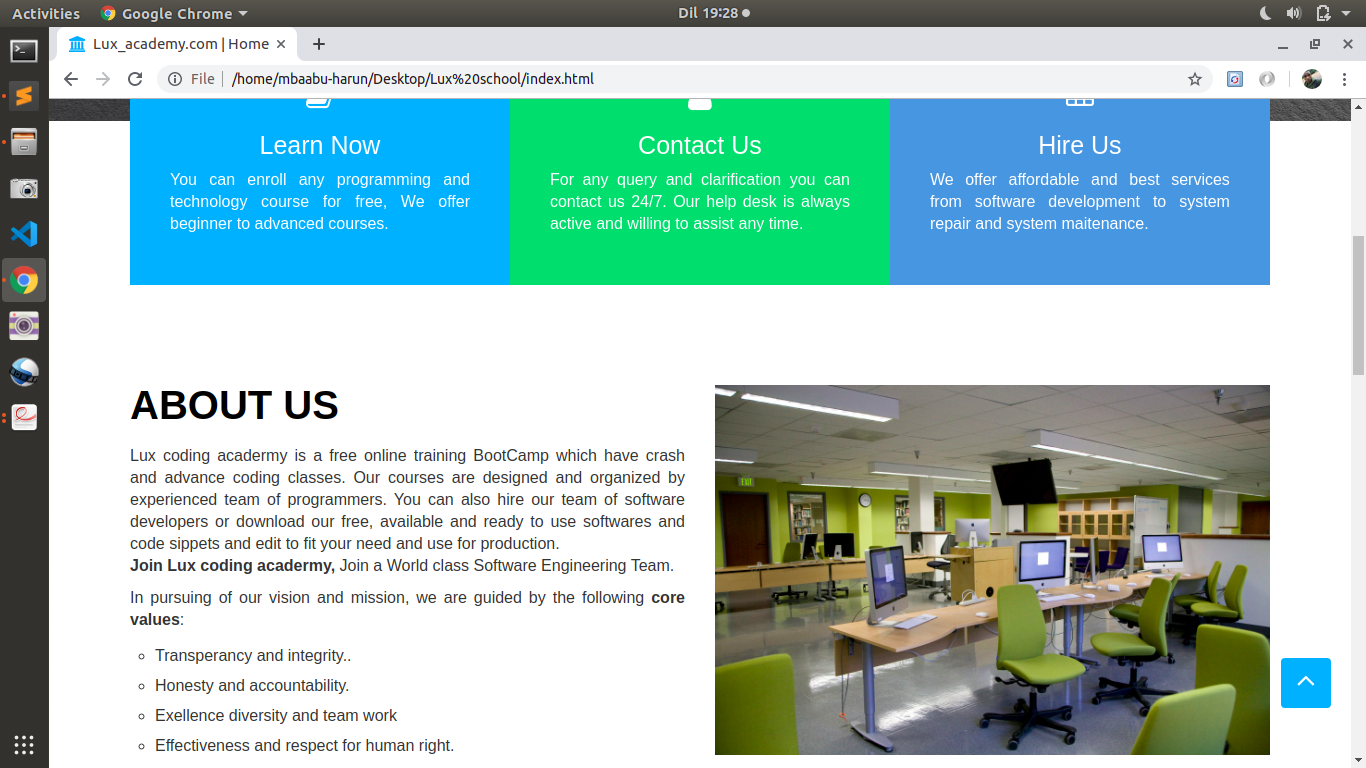 Activities
Google Chrome
Dil 19:28
Lux_academy.com | Home
File
/home/mbaabu-harun/Desktop/Lux%20school/index.html
Learn Now
You can enroll any programming and
technology course for free, We offer
beginner to advanced courses.
Contact Us
For any query and clarification you can
contact us 24/7. Our help desk is always
active and willing to assist any time.
Hire Us
We offer affordable and best services
from software development to system
repair and system maitenance.
ABOUT US
Lux coding acadermy is a free online training BootCamp which have crash
and advance coding classes. Our courses are designed and organized by
experienced team of programmers. You can also hire our team of software
developers or download our free, available and ready to use softwares and
code sippets and edit to fit your need and use for production.
Join Lux coding acadermy, Join a World class Software Engineering Team.
In pursuing of our vision and mission, we are guided by the following core
values:
Transperancy and integrity..
Honesty and accountability.
Exellence diversity and team work
Effectiveness and respect for human right.
EXIT